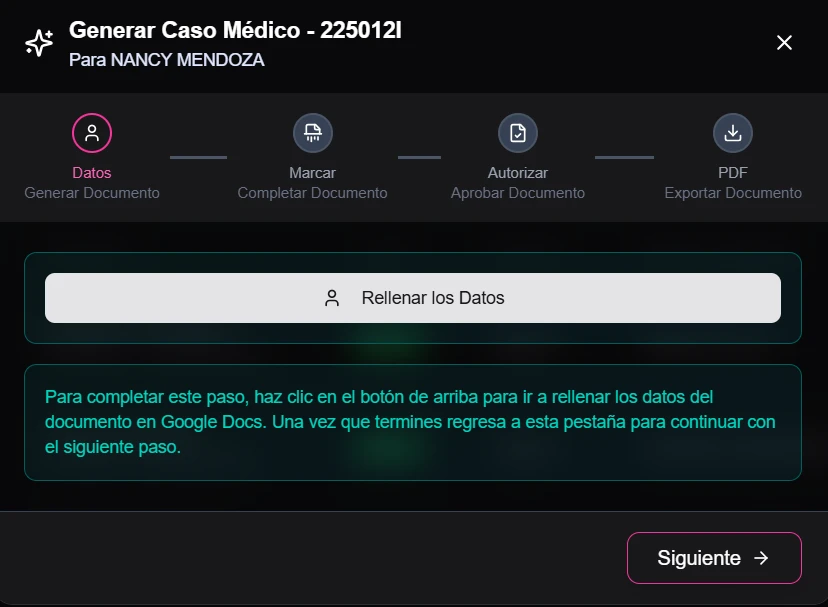 Generar Caso Médico - 225012I
Para NANCY MENDOZA
Datos
Generar Documento
Marcar
Completar Documento
Autorizar
Aprobar Documento
PDF
Exportar Documento
Rellenar los Datos
Para completar este paso, haz clic en el botón de arriba para ir a rellenar los datos del
documento en Google Docs. Una vez que termines regresa a esta pestaña para continuar con
el siguiente paso.
Siguiente